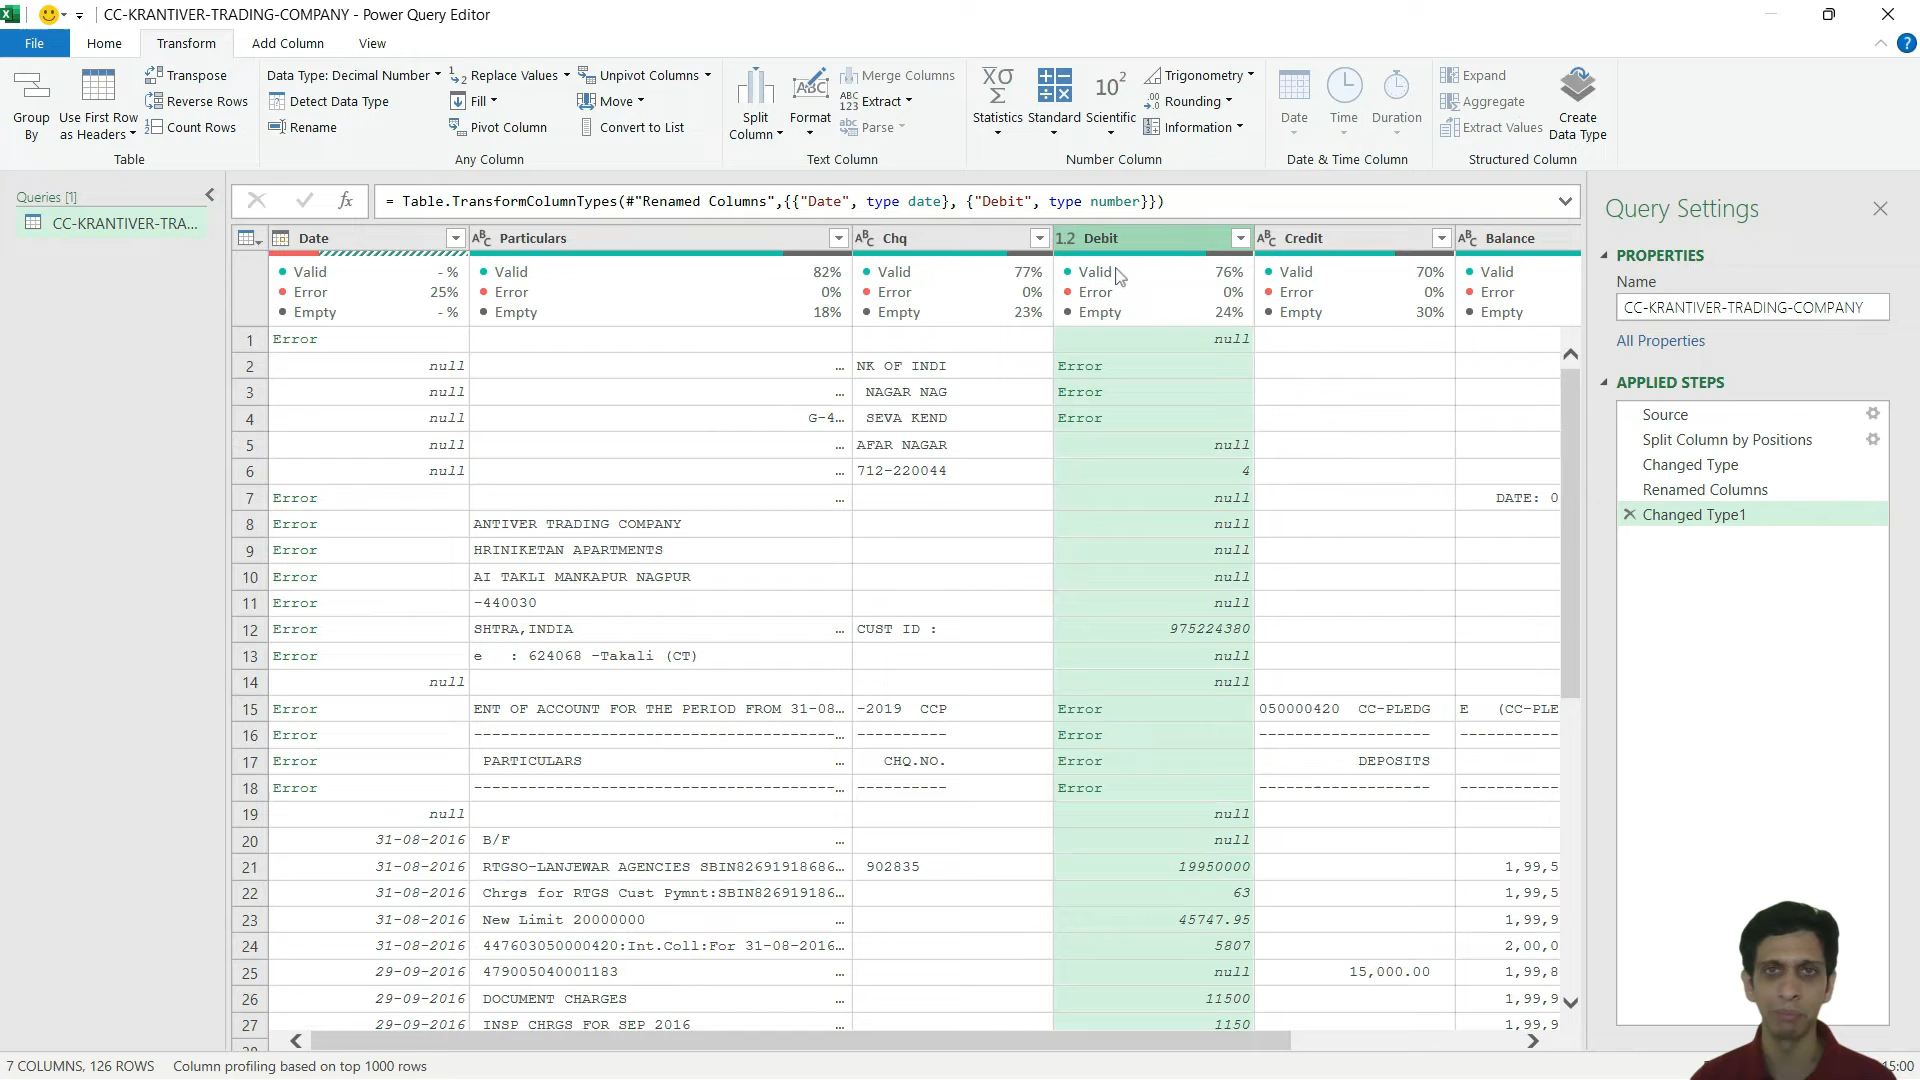 CC-KRANTIVER-TRADING-COMPANY - Power Query Editor
File Home Transform Add Column View
Group By
Use First Row as Headers
Transpose
Reverse Rows
Count Rows
Table
Data Type: Decimal Number
Detect Data Type
Rename
Replace Values
Fill
Pivot Column
Unpivot Columns
Move
Convert to List
Any Column
Split Column
Format
Merge Columns
Extract
Parse
Text Column
Statistics
Standard
Scientific
Trigonometry
Rounding
Information
Number Column
Date
Time
Duration
Date & Time Column
Expand
Aggregate
Extract Values
Create Data Type
Structured Column
Queries [1]
CC-KRANTIVER-TRA...
= Table.TransformColumnTypes(#"Renamed Columns",{{"Date", type date}, {"Debit", type number}})
Date Particulars Chq 1.2 Debit Credit Balance
Valid - % Valid 82% Valid 77% Valid 76% Valid 70% Valid
Error 25% Error 0% Error 0% Error 0% Error 0% Error
Empty - % Empty 18% Empty 23% Empty 24% Empty 30% Empty
1 Error null
2 null ... NK OF INDI Error
3 null ... NAGAR NAG Error
4 null G-4... SEVA KEND Error
5 null ... AFAR NAGAR null
6 null ... 712-220044 4
7 Error ... null DATE: 0
8 Error ANTIVER TRADING COMPANY null
9 Error HRINIKETAN APARTMENTS null
10 Error AI TAKLI MANKAPUR NAGPUR null
11 Error -440030 null
12 Error SHTRA,INDIA ... CUST ID : 975224380
13 Error e : 624068 -Takali (CT) null
14 null null
15 Error ENT OF ACCOUNT FOR THE PERIOD FROM 31-08... -2019 CCP Error 050000420 CC-PLEDG E (CC-PLE
16 Error ----------------------------------------... ---------- Error ------------------- -----------
17 Error PARTICULARS ... CHQ.NO. Error DEPOSITS
18 Error ----------------------------------------... ---------- Error ------------------- -----------
19 null null
20 31-08-2016 B/F ... null
21 31-08-2016 RTGSO-LANJEWAR AGENCIES SBIN82691918686... 902835 19950000 1,99,5
22 31-08-2016 Chrgs for RTGS Cust Pymnt:SBIN826919186... 63 1,99,5
23 31-08-2016 New Limit 20000000 ... 45747.95 1,99,9
24 31-08-2016 447603050000420:Int.Coll:For 31-08-2016... 5807 2,00,0
25 29-09-2016 479005040001183 ... null 15,000.00 1,99,8
26 29-09-2016 DOCUMENT CHARGES ... 11500 1,99,9
27 29-09-2016 INSP CHRGS FOR SEP 2016 ... 1150 1,99,9
Query Settings
PROPERTIES
Name
CC-KRANTIVER-TRADING-COMPANY
All Properties
APPLIED STEPS
Source
Split Column by Positions
Changed Type
Renamed Columns
Changed Type1
7 COLUMNS, 126 ROWS Column profiling based on top 1000 rows
15:00